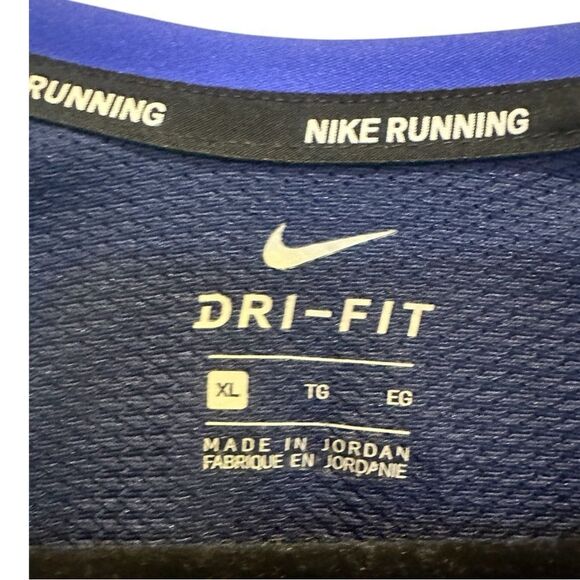 RUNNING NIKE RUNNING
DRI-FIT
XL TG EG
MADE IN JORDAN
FABRIQUE EN JORDANIE